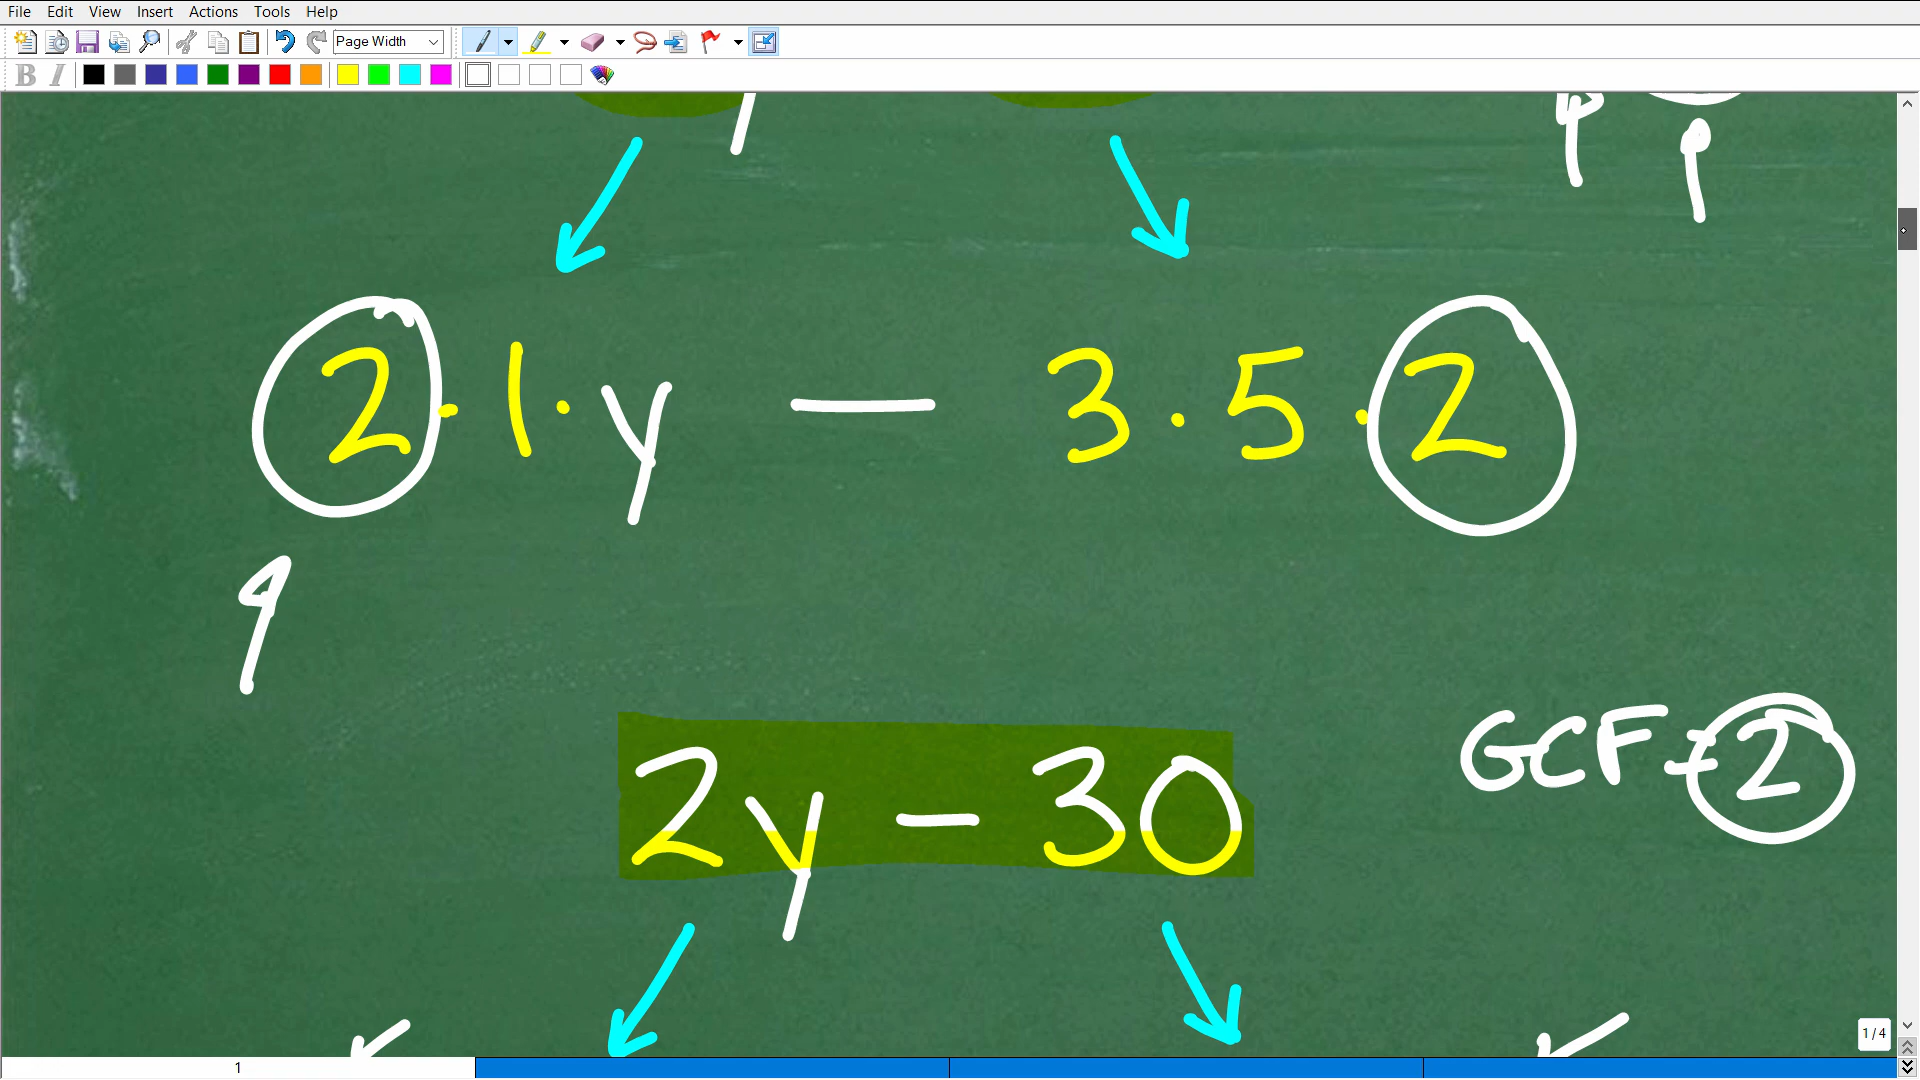 File Edit View Insert Actions Tools Help
Page Width
B I
p
p
2 · 1 · y — 3 · 5 · 2
9
2y - 30
GCF = 2
1 / 4
1